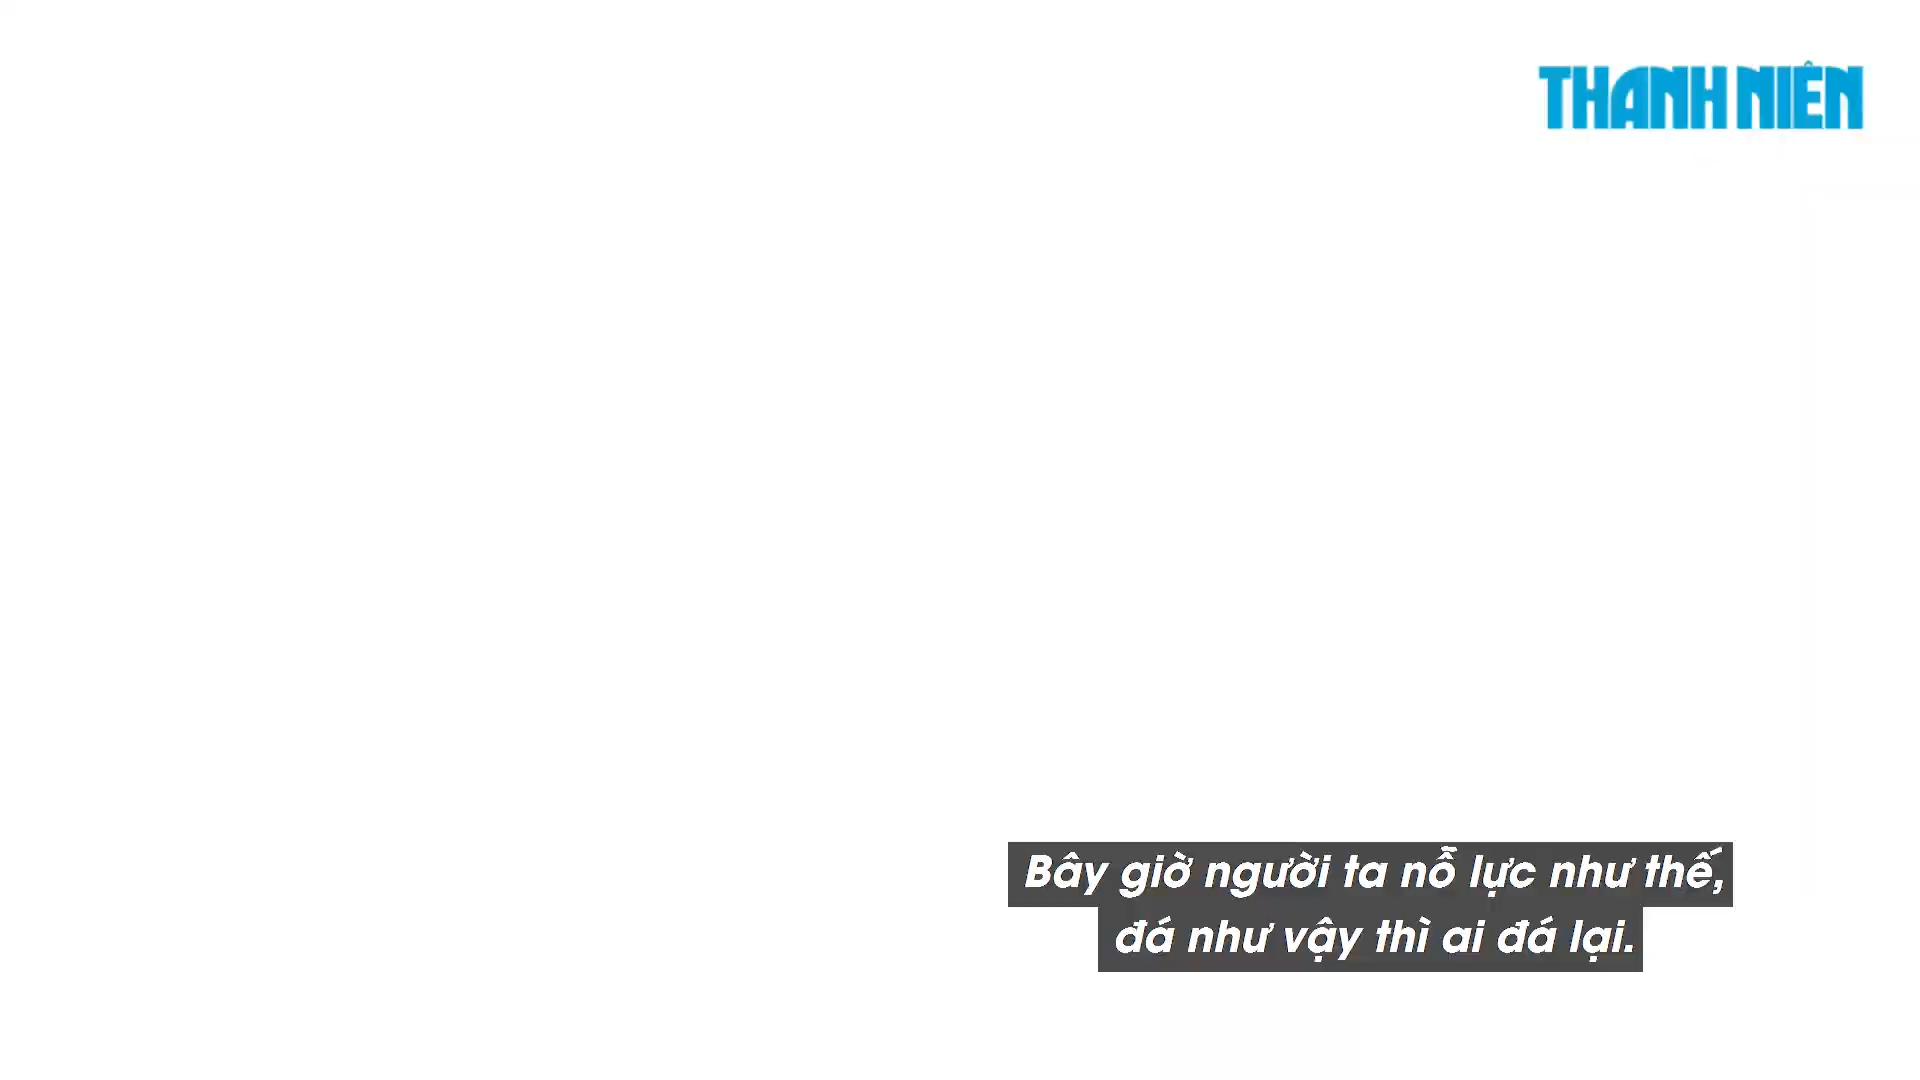 THANH NIÊN
Bây giờ người ta nỗ lực như thế,
đá như vậy thì ai đá lại.